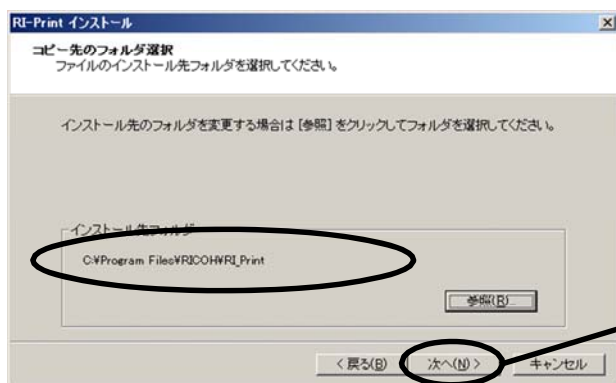 RI-Print インストール
コピー先のフォルダ選択
ファイルのインストール先フォルダを選択してください。
インストール先のフォルダを変更する場合は [参照] をクリックしてフォルダを選択してください。
インストール先フォルダ
C:¥Program Files¥RICOH¥RI_Print
参照(R)...
< 戻る(B)
次へ(N) >
キャンセル